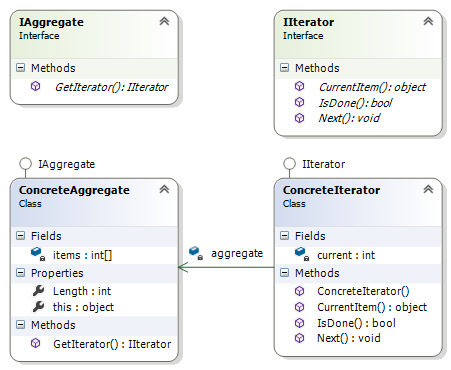 IAggregate
Interface
Methods
GetIterator() : IIterator
IIterator
Interface
Methods
CurrentItem() : object
IsDone() : bool
Next() : void
IAggregate
ConcreteAggregate
Class
Fields
items : int[]
Properties
Length : int
this : object
Methods
GetIterator() : IIterator
aggregate
IIterator
ConcreteIterator
Class
Fields
current : int
Methods
ConcreteIterator()
CurrentItem() : object
IsDone() : bool
Next() : void